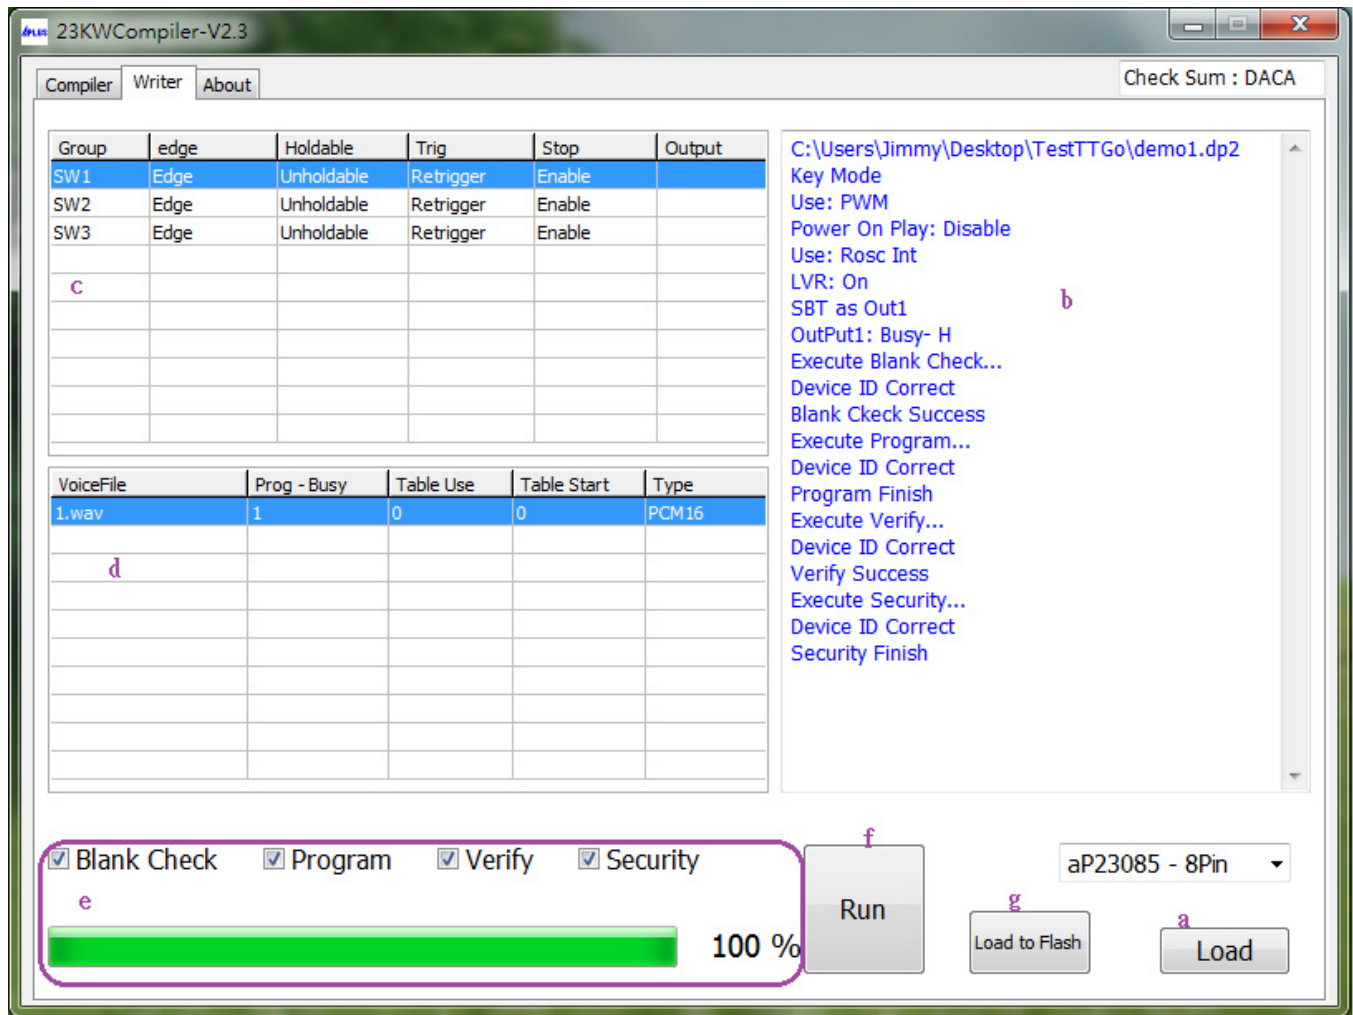 APLUS 23KWCompiler-V2.3
Compiler Writer About
Check Sum : DACA
Group edge Holdable Trig Stop Output
SW1 Edge Unholdable Retrigger Enable
SW2 Edge Unholdable Retrigger Enable
SW3 Edge Unholdable Retrigger Enable
c
VoiceFile Prog - Busy Table Use Table Start Type
1.wav 1 0 0 PCM16
d
C:\Users\Jimmy\Desktop\TestTTGo\demo1.dp2
Key Mode
Use: PWM
Power On Play: Disable
Use: Rosc Int
LVR: On
b
SBT as Out1
OutPut1: Busy- H
Execute Blank Check...
Device ID Correct
Blank Ckeck Success
Execute Program...
Device ID Correct
Program Finish
Execute Verify...
Device ID Correct
Verify Success
Execute Security...
Device ID Correct
Security Finish
Blank Check Program Verify Security
e
100 %
f
Run
aP23085 - 8Pin
g
Load to Flash
a
Load